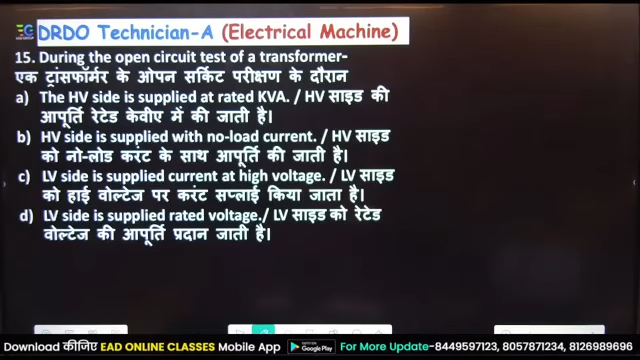 EG DRDO Technician-A (Electrical Machine)
15. During the open circuit test of a transformer-
एक ट्रांसफॉर्मर के ओपन सर्किट परीक्षण के दौरान
a) The HV side is supplied at rated KVA. / HV साइड की
आपूर्ति रेटेड केवीए में की जाती है।
b) HV side is supplied with no-load current. / HV साइड
को नो-लोड करंट के साथ आपूर्ति की जाती है।
c) LV side is supplied current at high voltage. / LV साइड
को हाई वोल्टेज पर करंट सप्लाई किया जाता है।
d) LV side is supplied rated voltage./ LV साइड को रेटेड
वोल्टेज की आपूर्ति प्रदान जाती है।
Download कीजिए EAD ONLINE CLASSES Mobile App Google Play For More Update-8449597123, 8057871234, 8126989696